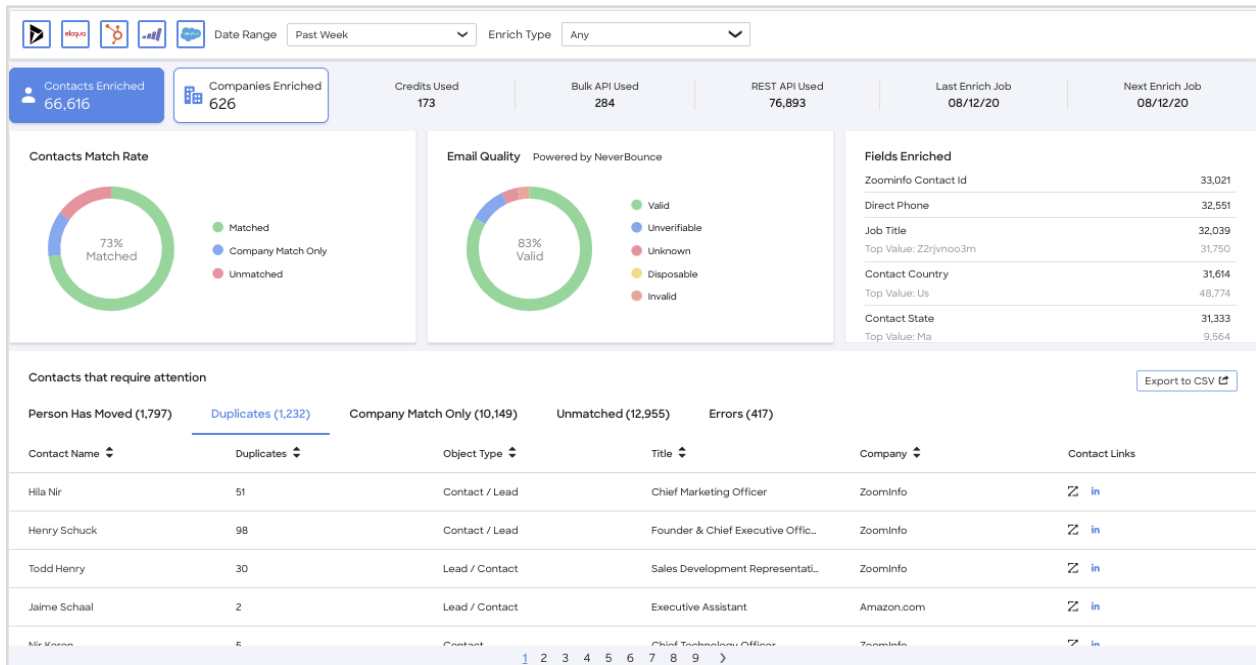 eloqua Date Range Past Week Enrich Type Any
Contacts Enriched
66,616
Companies Enriched
626
Credits Used
173
Bulk API Used
284
REST API Used
76,893
Last Enrich Job
08/12/20
Next Enrich Job
08/12/20
Contacts Match Rate
73%
Matched
Matched
Company Match Only
Unmatched
Email Quality Powered by NeverBounce
83%
Valid
Valid
Unverifiable
Unknown
Disposable
Invalid
Fields Enriched
Zoominfo Contact Id 33,021
Direct Phone 32,551
Job Title 32,039
Top Value: Z2rjvnoo3m 31,750
Contact Country 31,614
Top Value: Us 48,774
Contact State 31,333
Top Value: Ma 9,564
Contacts that require attention
Export to CSV
Person Has Moved (1,797) Duplicates (1,232) Company Match Only (10,149) Unmatched (12,955) Errors (417)
Contact Name Duplicates Object Type Title Company Contact Links
Hila Nir 51 Contact / Lead Chief Marketing Officer ZoomInfo in
Henry Schuck 98 Contact / Lead Founder & Chief Executive Offic... ZoomInfo in
Todd Henry 30 Lead / Contact Sales Development Representati... ZoomInfo in
Jaime Schaal 2 Lead / Contact Executive Assistant Amazon.com in
Nir Keren 5 Contact Chief Technology Officer ZoomInfo in
1 2 3 4 5 6 7 8 9